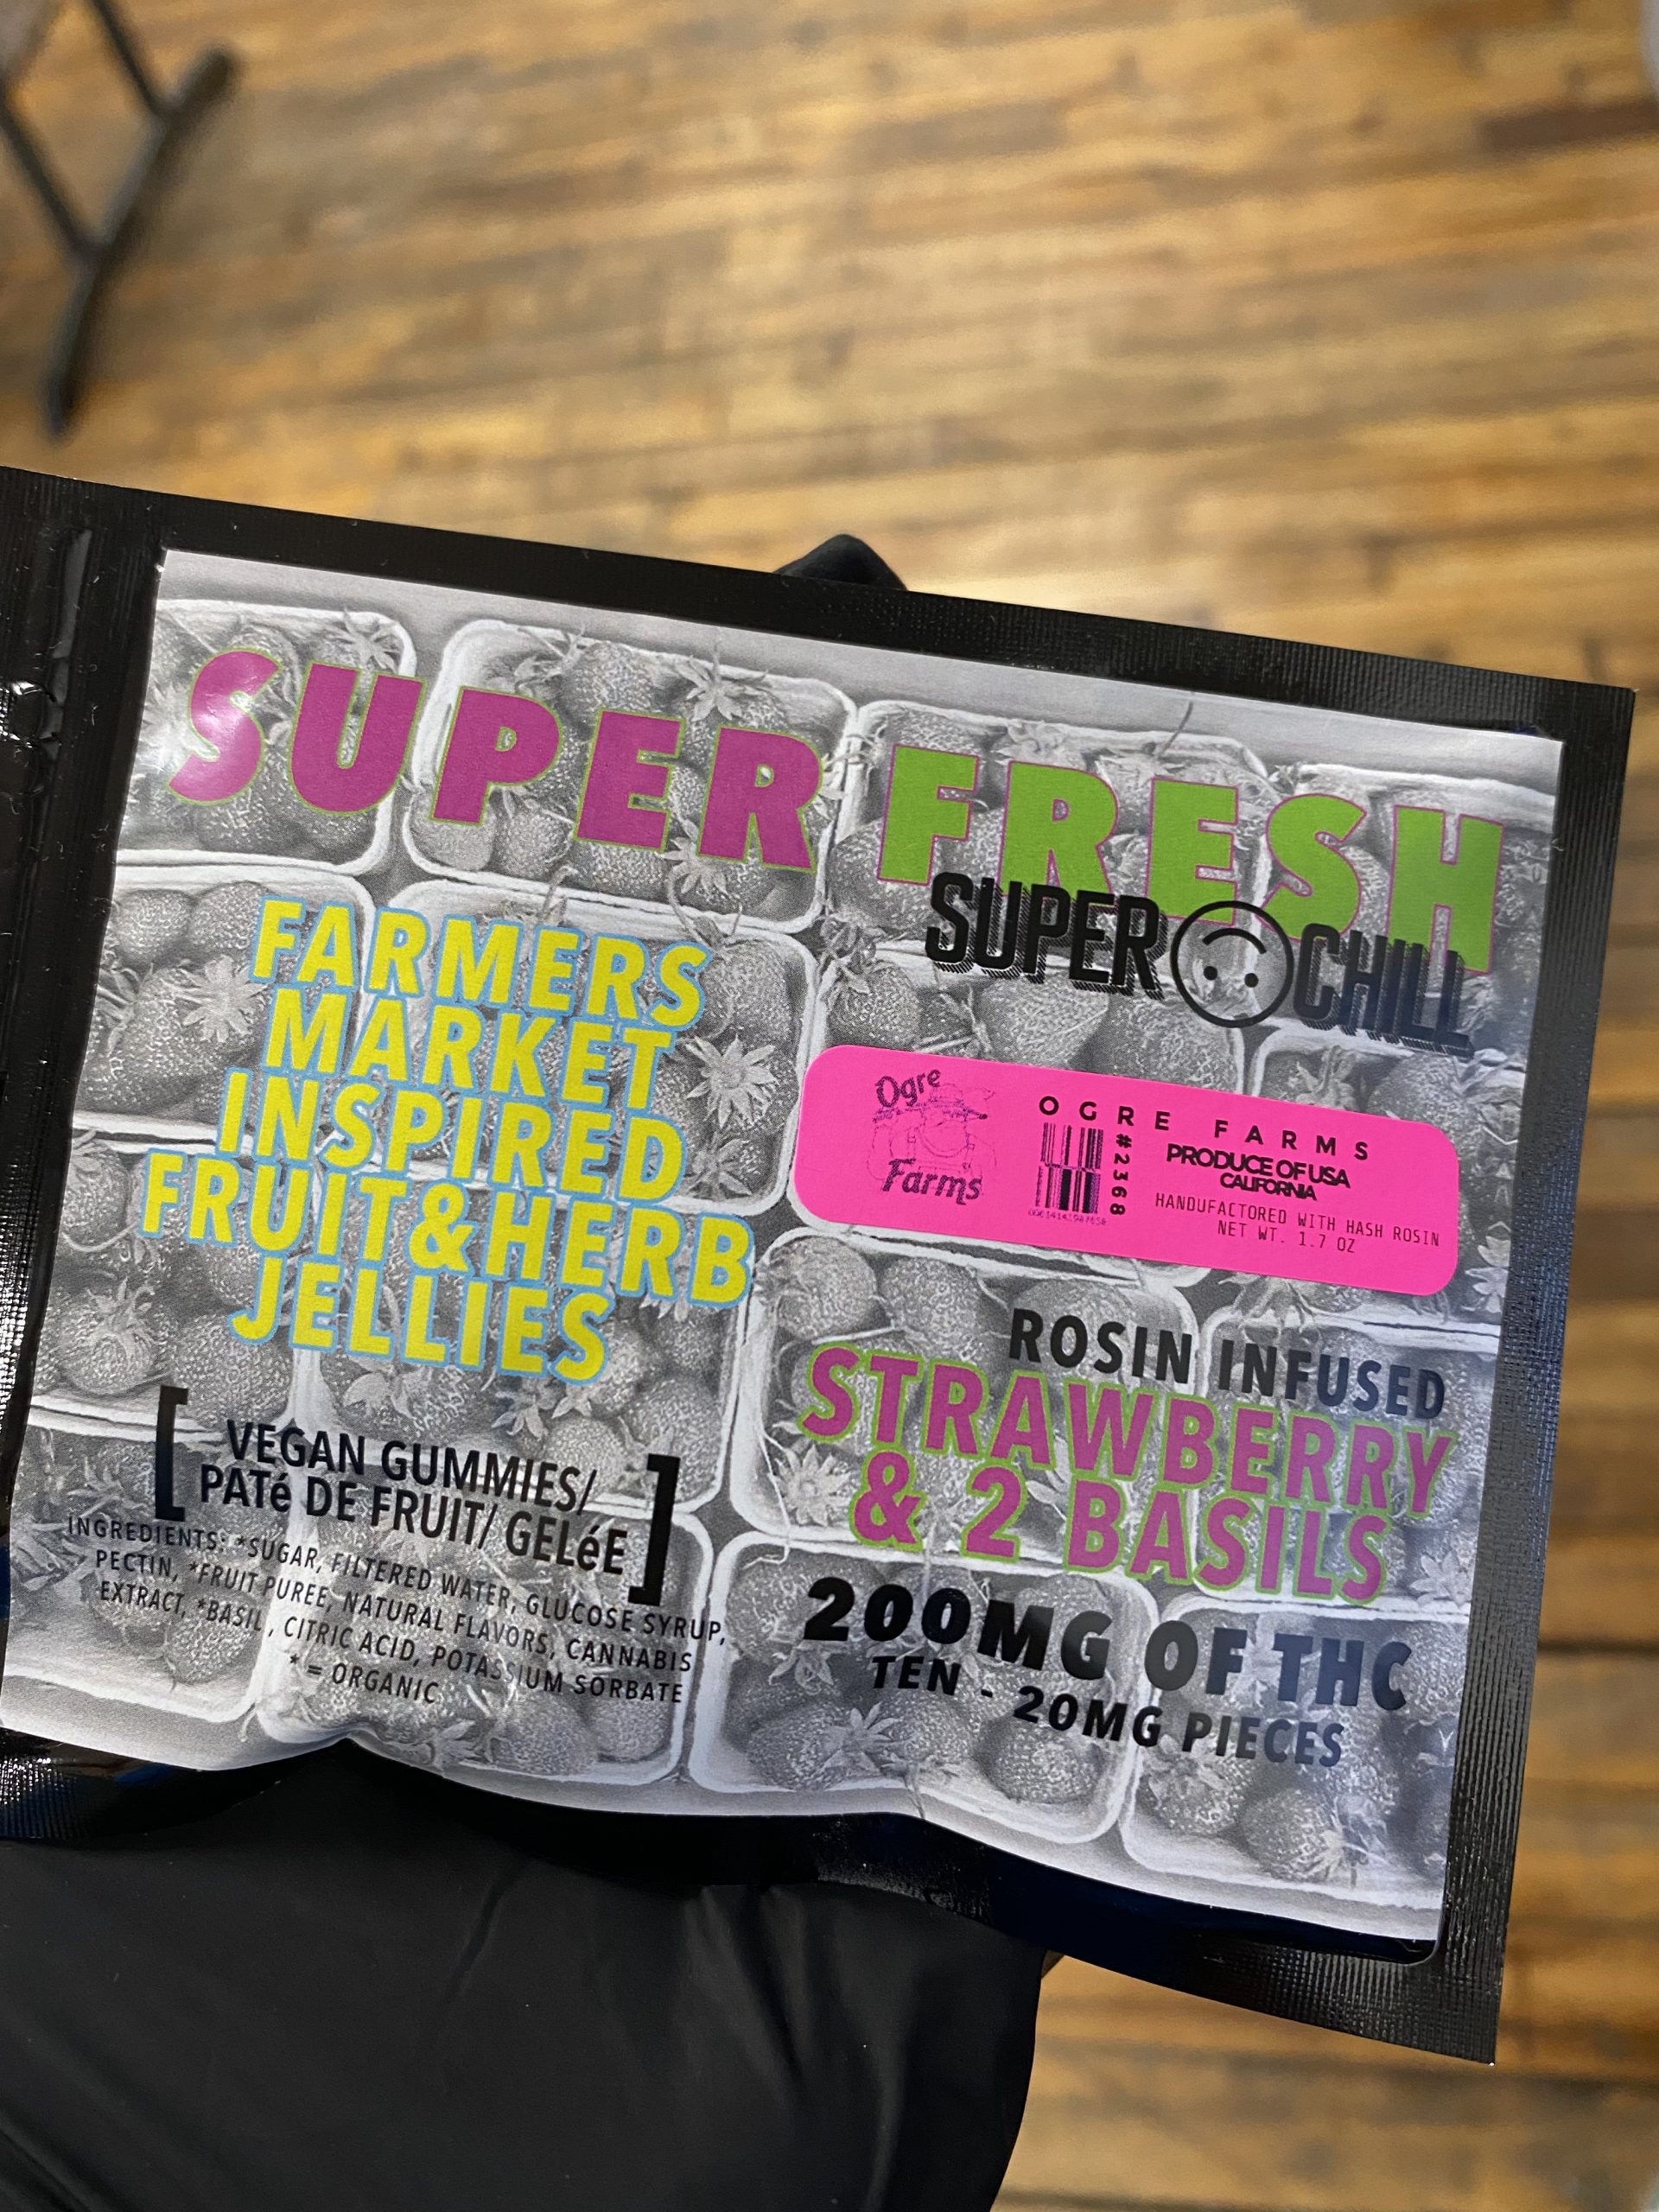 SUPER FRESH
SUPER CHILL
FARMERS
MARKET
INSPIRED
FRUIT&HERB
JELLIES
[VEGAN GUMMIES/
PATé DE FRUIT/ GELéE]
INGREDIENTS: *SUGAR, FILTERED WATER, GLUCOSE SYRUP,
PECTIN, *FRUIT PUREE, NATURAL FLAVORS, CANNABIS
EXTRACT, *BASIL, CITRIC ACID, POTASSIUM SORBATE
* = ORGANIC
Ogre
Farms
#2368
OGRE FARMS
PRODUCE OF USA
CALIFORNIA
HANDUFACTORED WITH HASH ROSIN
NET WT. 1.7 OZ
ROSIN INFUSED
STRAWBERRY
& 2 BASILS
200MG OF THC
TEN - 20MG PIECES